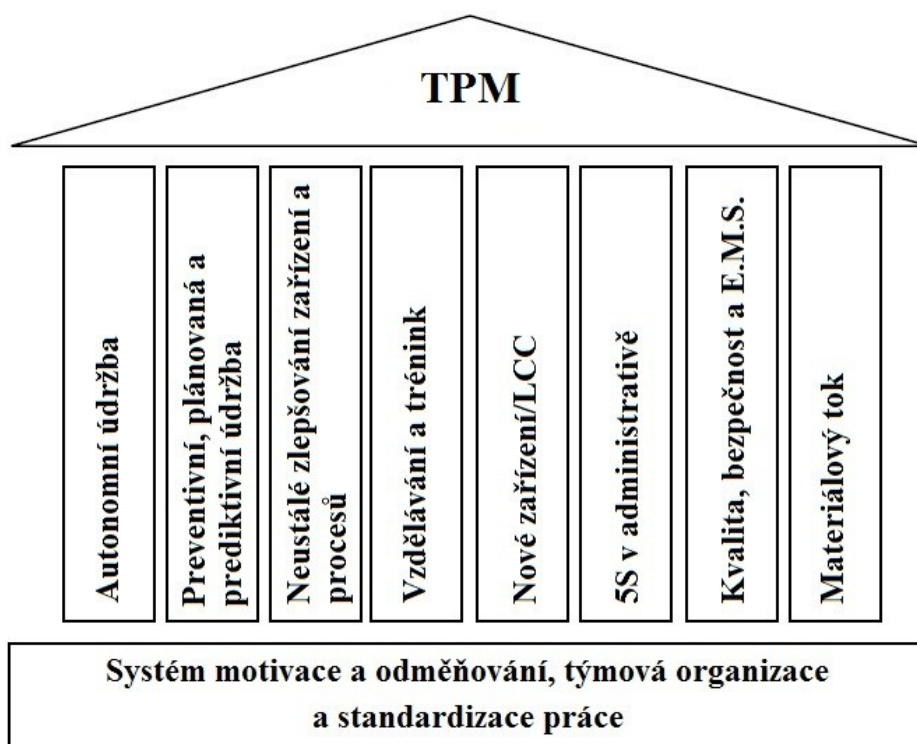 TPM
Autonomní údržba
Preventivní, plánovaná a
prediktivní údržba
Neustálé zlepšování zařízení a
procesů
Vzdělávání a trénink
Nové zařízení/LCC
5S v administrativě
Kvalita, bezpečnost a E.M.S.
Materiálový tok
Systém motivace a odměňování, týmová organizace
a standardizace práce